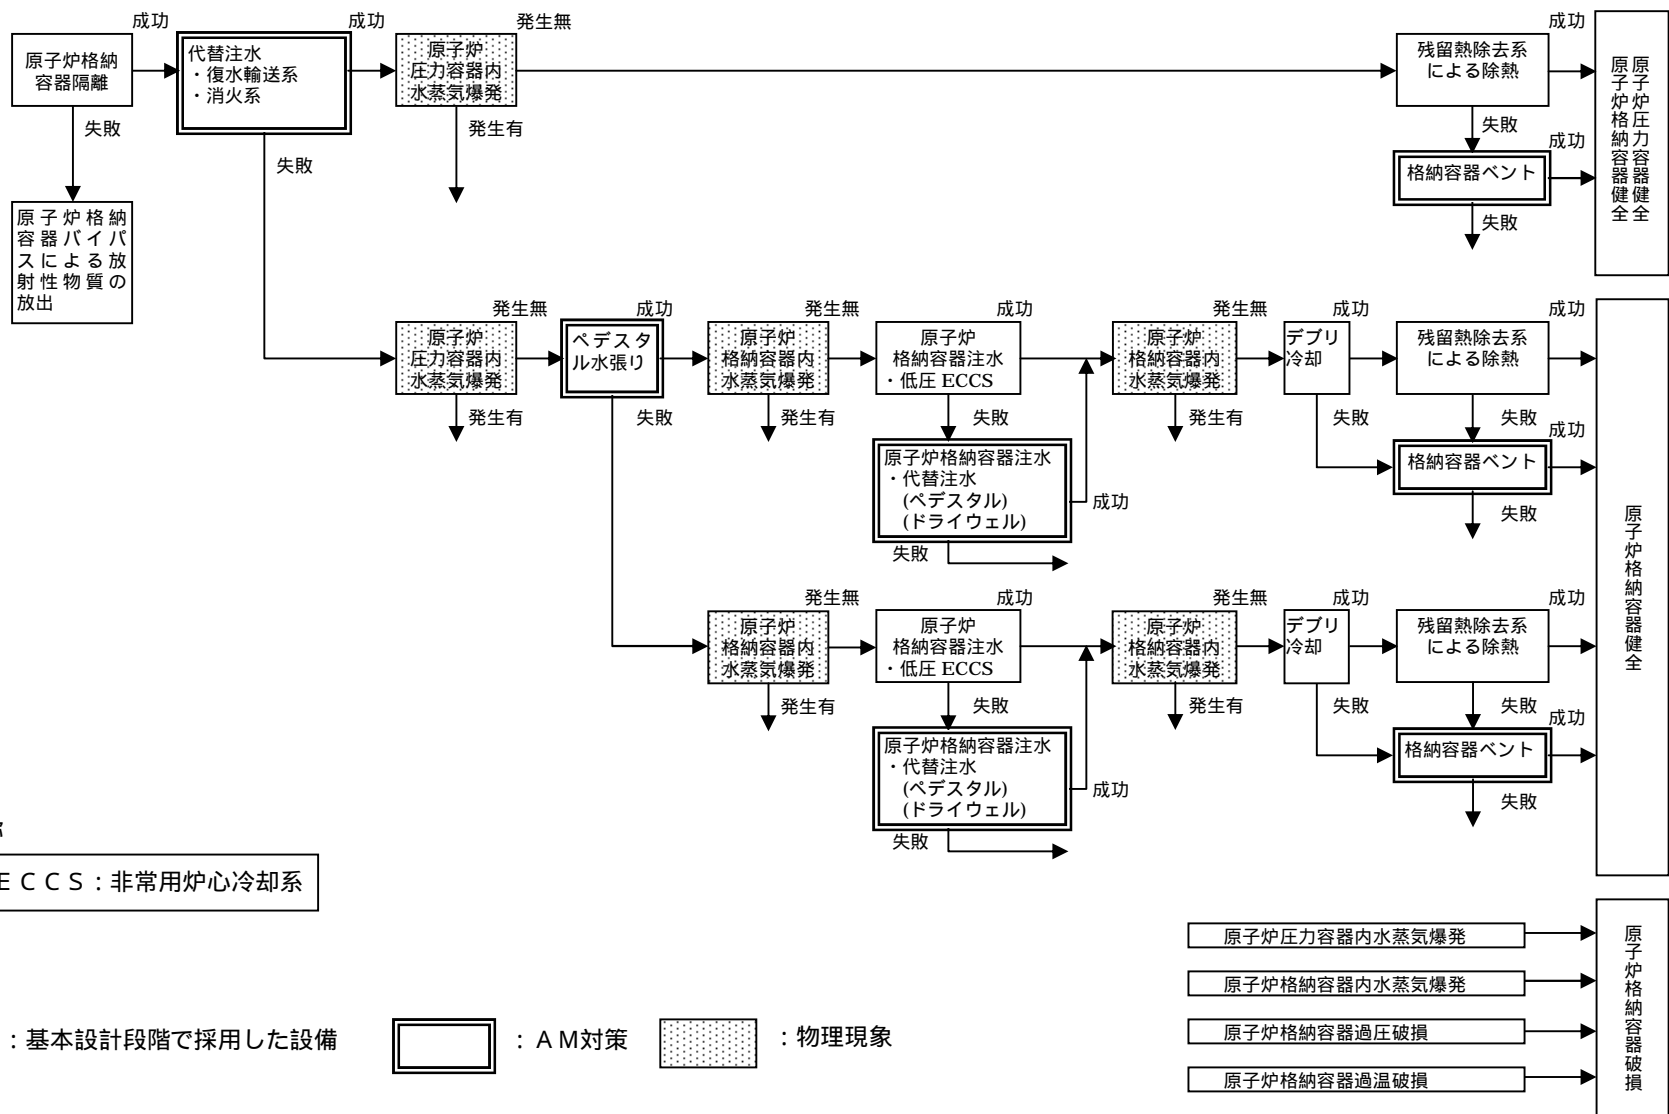 成功
成功
発生無
成功
原子炉格納
容器隔離
代替注水
・復水輸送系
・消火系
原子炉
圧力容器内
水蒸気爆発
残留熱除去系
による除熱
原子炉圧力容器健全
原子炉格納容器健全
失敗
失敗
発生有
失敗
成功
格納容器ベント
失敗
原子炉格納
容器バイパ
スによる放
射性物質の
放出
発生無
成功
発生無
成功
発生無
成功
成功
原子炉
圧力容器内
水蒸気爆発
ペデスタ
ル水張り
原子炉
格納容器内
水蒸気爆発
原子炉
格納容器注水
・低圧 ECCS
原子炉
格納容器内
水蒸気爆発
デブリ
冷却
残留熱除去系
による除熱
発生有
失敗
発生有
失敗
発生有
失敗
失敗
成功
原子炉格納容器注水
・代替注水
(ペデスタル)
(ドライウェル)
成功
失敗
格納容器ベント
失敗
原子炉格納容器健全
発生無
成功
発生無
成功
成功
原子炉
格納容器内
水蒸気爆発
原子炉
格納容器注水
・低圧 ECCS
原子炉
格納容器内
水蒸気爆発
デブリ
冷却
残留熱除去系
による除熱
発生有
失敗
発生有
失敗
失敗
成功
原子炉格納容器注水
・代替注水
(ペデスタル)
(ドライウェル)
成功
失敗
格納容器ベント
失敗
ＥＣＣＳ：非常用炉心冷却系
原子炉圧力容器内水蒸気爆発
原子炉格納容器内水蒸気爆発
原子炉格納容器過圧破損
原子炉格納容器過温破損
原子炉格納容器破損
：基本設計段階で採用した設備
：ＡＭ対策
：物理現象